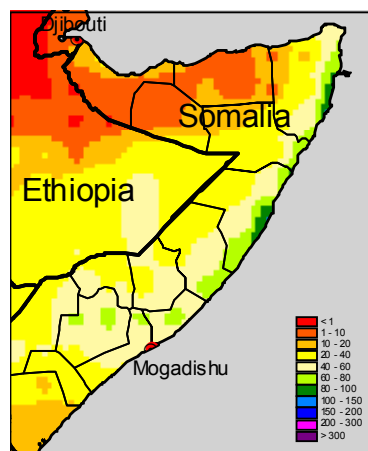 Djibouti
Somalia
Ethiopia
Mogadishu
< 1
1 - 10
10 - 20
20 - 40
40 - 60
60 - 80
80 - 100
100 - 150
150 - 200
200 - 300
> 300